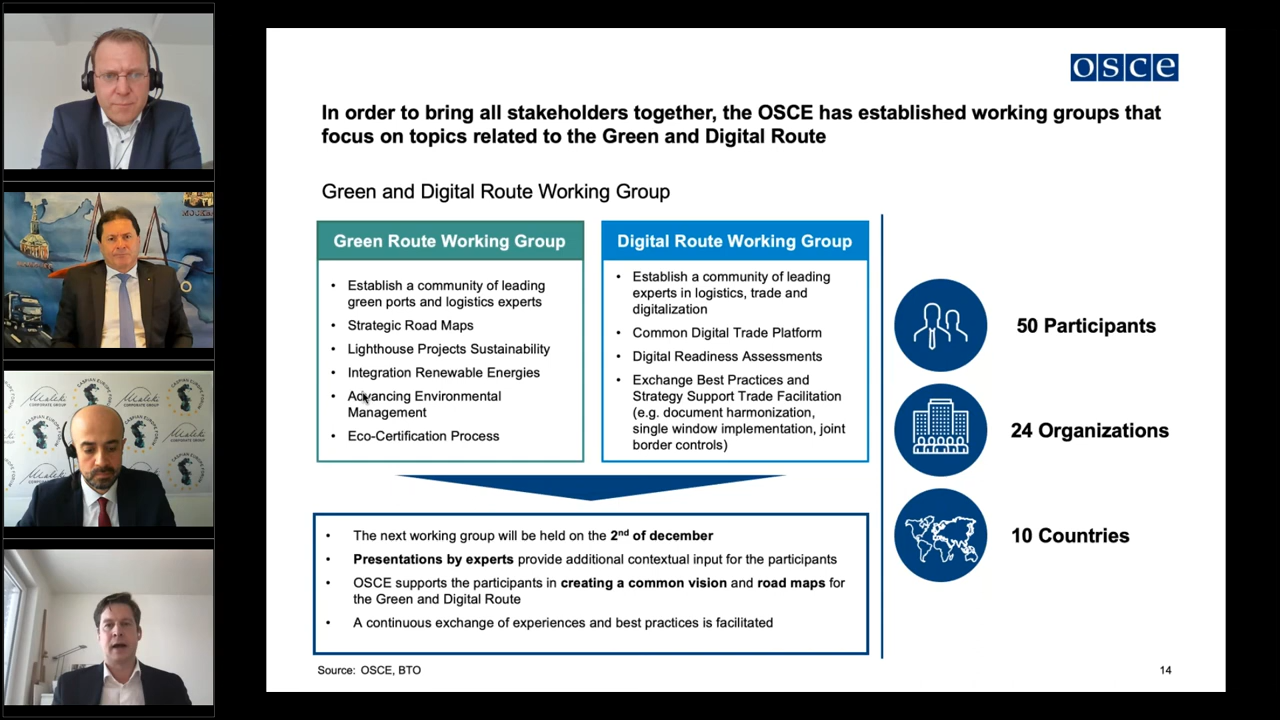 osce
In order to bring all stakeholders together, the OSCE has established working groups that
focus on topics related to the Green and Digital Route
Green and Digital Route Working Group
Green Route Working Group
• Establish a community of leading
green ports and logistics experts
• Strategic Road Maps
• Lighthouse Projects Sustainability
• Integration Renewable Energies
• Advancing Environmental
Management
• Eco-Certification Process
Digital Route Working Group
• Establish a community of leading
experts in logistics, trade and
digitalization
• Common Digital Trade Platform
• Digital Readiness Assessments
• Exchange Best Practices and
Strategy Support Trade Facilitation
(e.g. document harmonization,
single window implementation, joint
border controls)
50 Participants
24 Organizations
10 Countries
• The next working group will be held on the 2nd of december
• Presentations by experts provide additional contextual input for the participants
• OSCE supports the participants in creating a common vision and road maps for
the Green and Digital Route
• A continuous exchange of experiences and best practices is facilitated
Source: OSCE, BTO
14